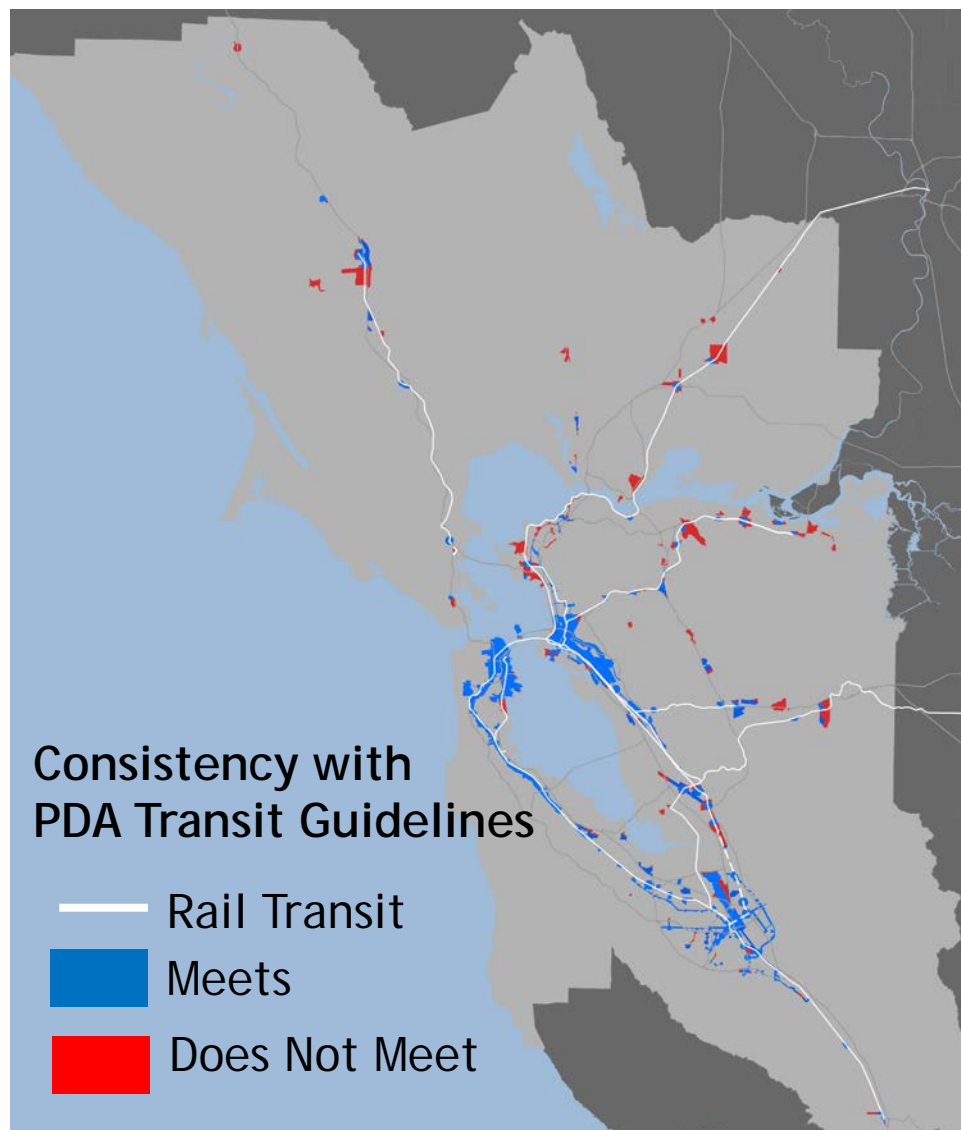 Consistency with
PDA Transit Guidelines
Rail Transit
Meets
Does Not Meet